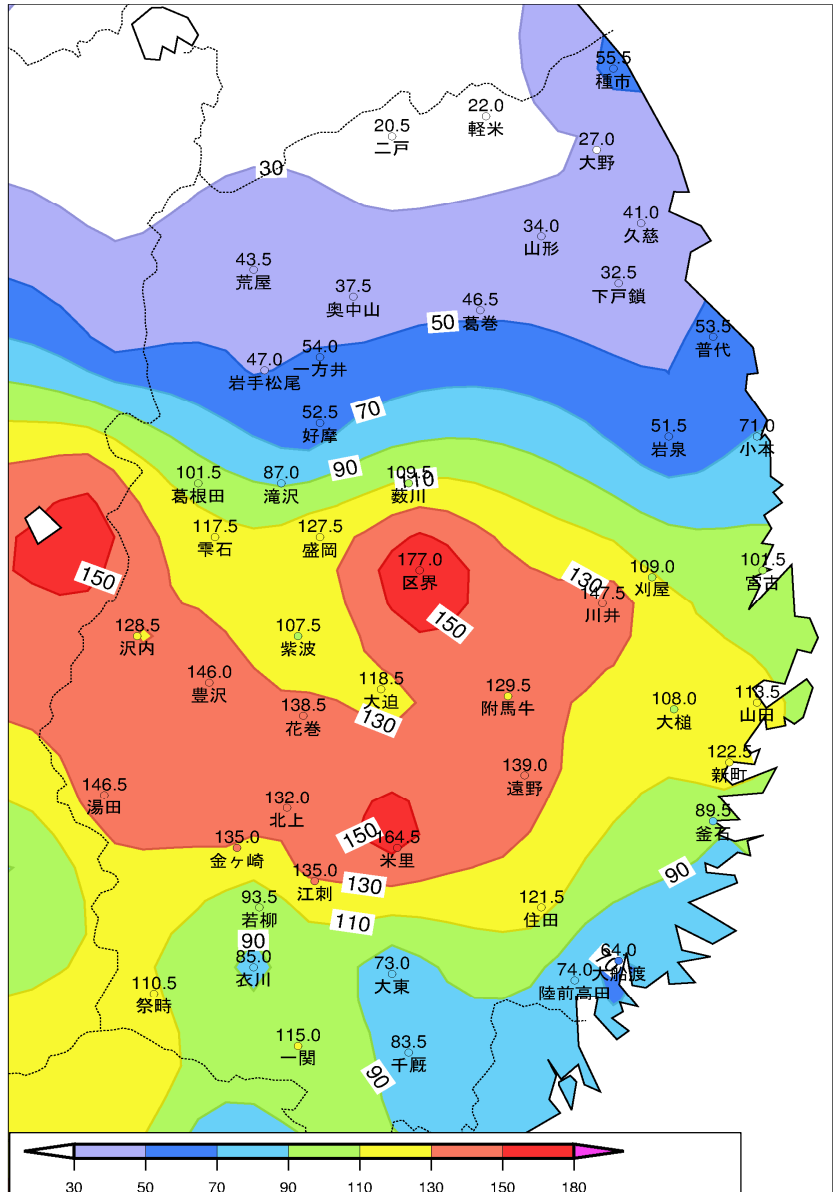 55.5
種市
22.0
軽米
20.5
二戸
27.0
大野
30
41.0
久慈
34.0
山形
43.5
荒屋
32.5
下戸鎖
37.5
奥中山
46.5
葛巻
50
53.5
普代
54.0
一方井
47.0
岩手松尾
70
52.5
好摩
51.5
岩泉
71.0
小本
90
101.5
葛根田
87.0
滝沢
109.5
110
薮川
117.5
雫石
127.5
盛岡
177.0
区界
150
130
147.5
川井
109.0
刈屋
101.5
宮古
150
128.5
沢内
107.5
紫波
146.0
豊沢
118.5
大迫
129.5
附馬牛
138.5
花巻
130
108.0
大槌
113.5
山田
122.5
新町
139.0
遠野
146.5
湯田
132.0
北上
89.5
釜石
150
164.5
米里
135.0
金ヶ崎
135.0
江刺
130
90
93.5
若柳
110
121.5
住田
90
85.0
衣川
73.0
大東
64.0
70
大船渡
74.0
陸前高田
110.5
祭畤
115.0
一関
83.5
千厩
90
30 50 70 90 110 130 150 180